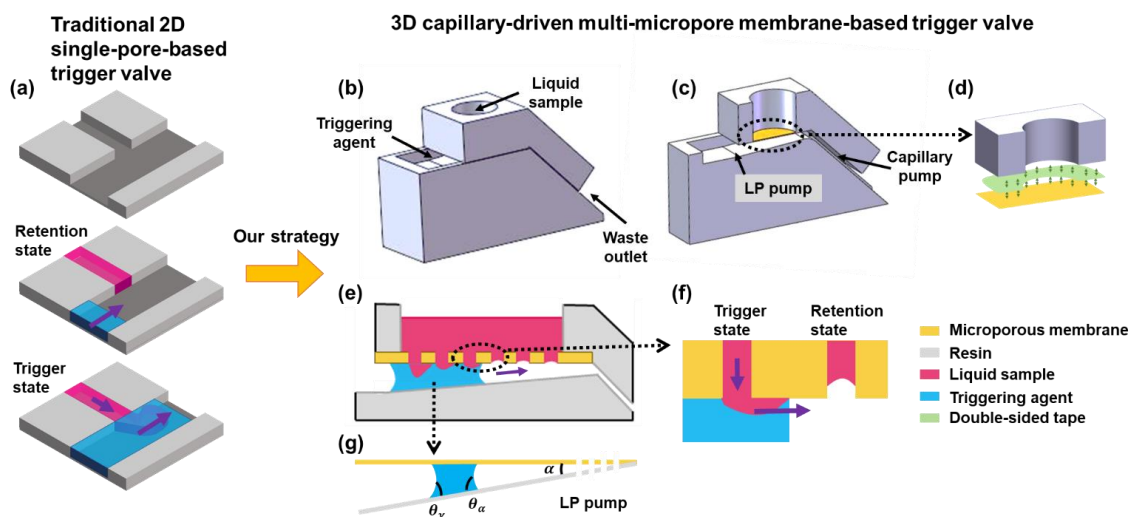 Traditional 2D
single-pore-based
trigger valve
3D capillary-driven multi-micropore membrane-based trigger valve
(a)
Retention
state
Trigger
state
Our strategy
(b)
Liquid
sample
Triggering
agent
Waste
outlet
(c)
LP pump
Capillary
pump
(d)
(e)
(f)
Trigger
state
Retention
state
Microporous membrane
Resin
Liquid sample
Triggering agent
Double-sided tape
(g)
α
θᵧ
θₐ
LP pump